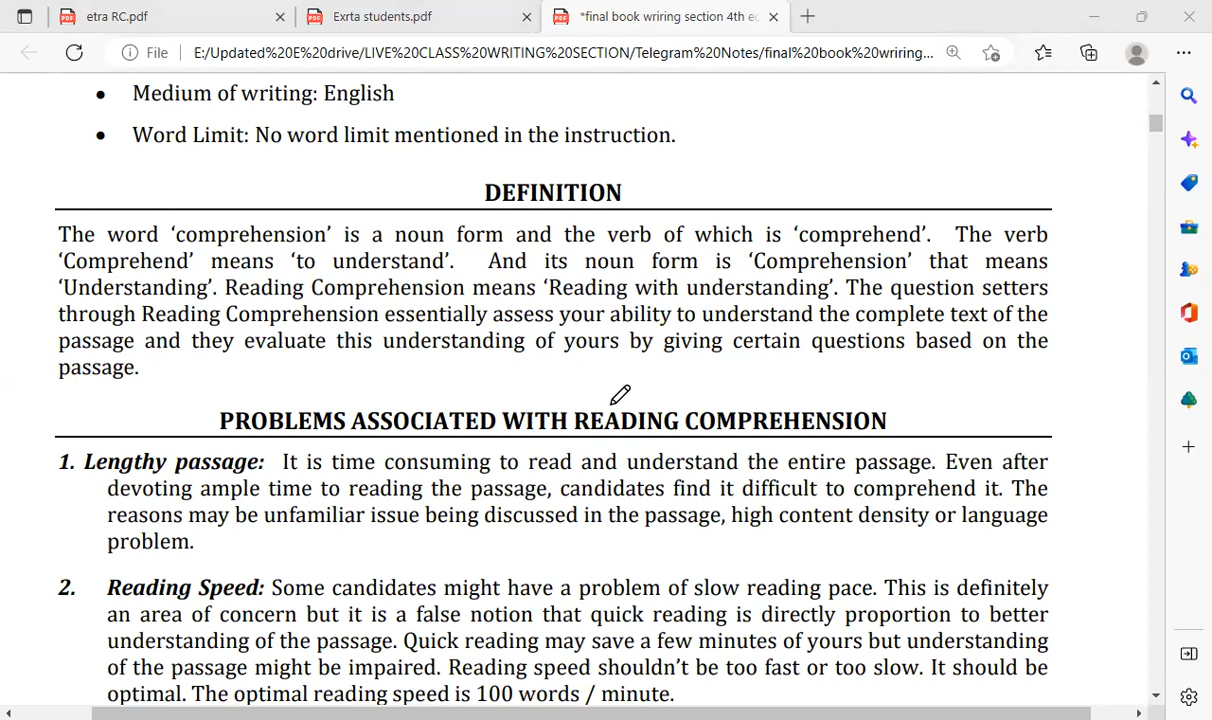 etra RC.pdf
Exrta students.pdf
*final book wriring section 4th ec
File
E:/Updated%20E%20drive/LIVE%20CLASS%20WRITING%20SECTION/Telegram%20Notes/final%20book%20wriring...
• Medium of writing: English
• Word Limit: No word limit mentioned in the instruction.
DEFINITION
The word ‘comprehension’ is a noun form and the verb of which is ‘comprehend’. The verb
‘Comprehend’ means ‘to understand’. And its noun form is ‘Comprehension’ that means
‘Understanding’. Reading Comprehension means ‘Reading with understanding’. The question setters
through Reading Comprehension essentially assess your ability to understand the complete text of the
passage and they evaluate this understanding of yours by giving certain questions based on the
passage.
PROBLEMS ASSOCIATED WITH READING COMPREHENSION
1. Lengthy passage: It is time consuming to read and understand the entire passage. Even after
devoting ample time to reading the passage, candidates find it difficult to comprehend it. The
reasons may be unfamiliar issue being discussed in the passage, high content density or language
problem.
2. Reading Speed: Some candidates might have a problem of slow reading pace. This is definitely
an area of concern but it is a false notion that quick reading is directly proportion to better
understanding of the passage. Quick reading may save a few minutes of yours but understanding
of the passage might be impaired. Reading speed shouldn’t be too fast or too slow. It should be
optimal. The optimal reading speed is 100 words / minute.